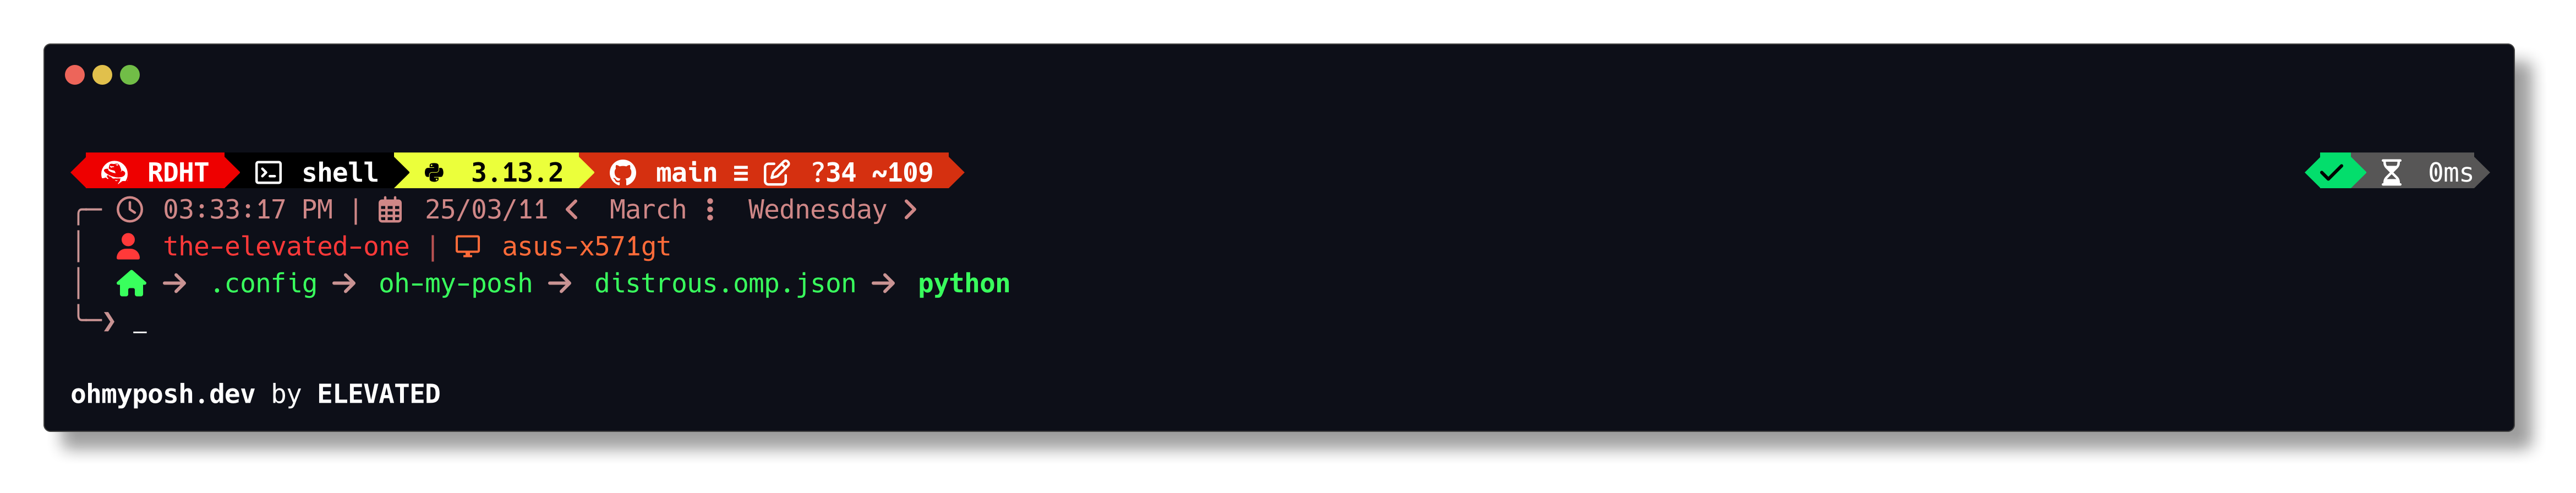 RDHT shell 3.13.2 main ≡ ?34 ~109 0ms
03:33:17 PM | 25/03/11 < March ⋮ Wednesday >
the-elevated-one | asus-x571gt
→ .config → oh-my-posh → distrous.omp.json → python
❯ _
ohmyposh.dev by ELEVATED